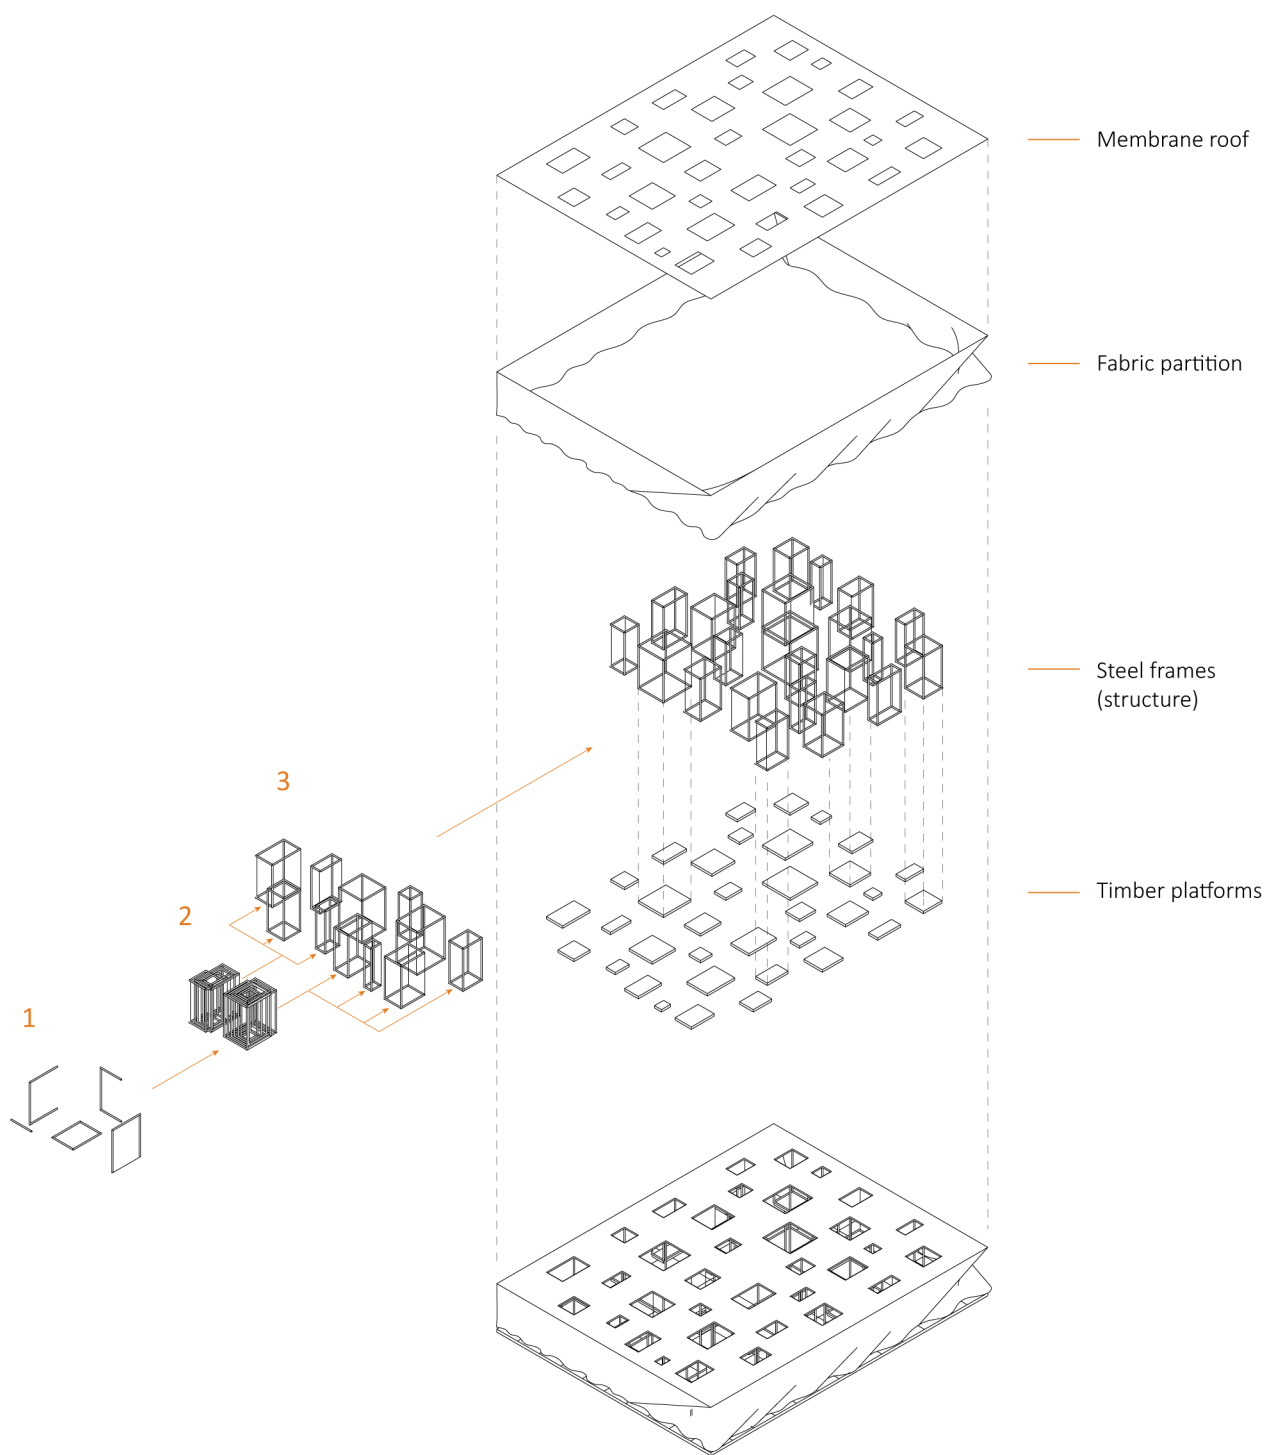 Membrane roof
Fabric partition
Steel frames
(structure)
3
2
Timber platforms
1